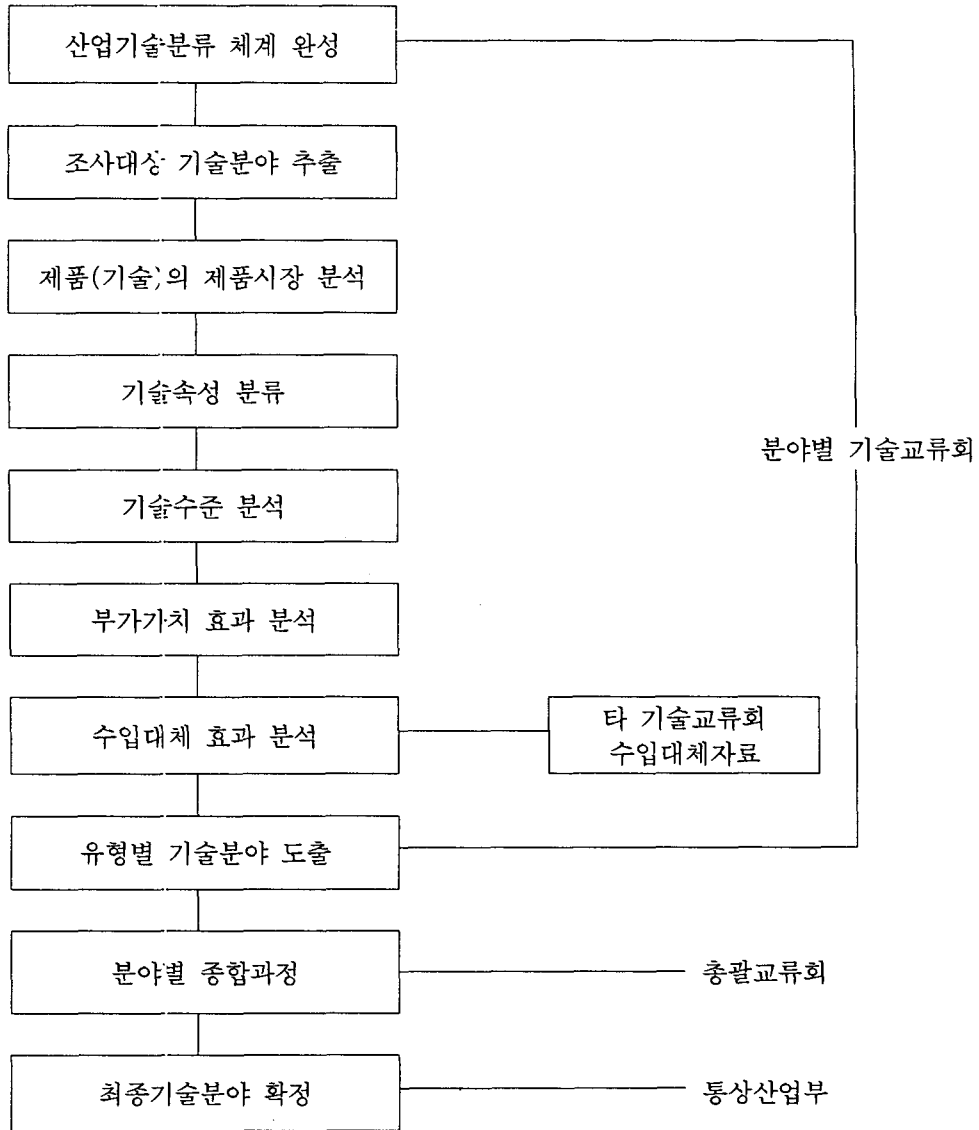 산업기술분류 체계 완성
조사대상 기술분야 추출
제품(기술)의 제품시장 분석
기술속성 분류
분야별 기술교류회
기술수준 분석
부가가치 효과 분석
수입대체 효과 분석
타 기술교류회
수입대체자료
유형별 기술분야 도출
분야별 종합과정
총괄교류회
최종기술분야 확정
통상산업부